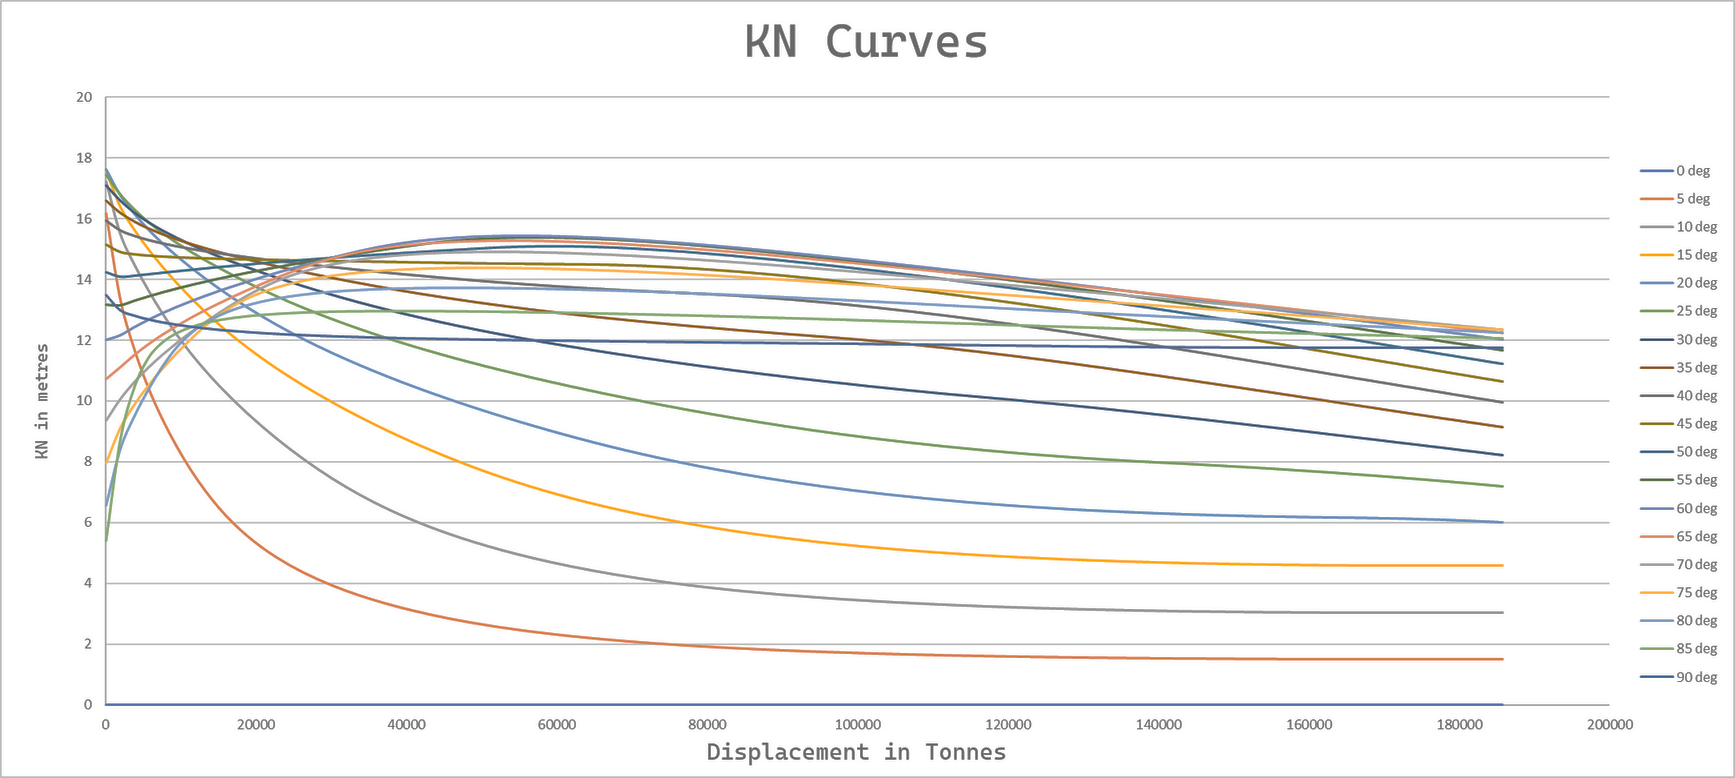 KN Curves
20
18
16
14
12
10
8
6
4
2
0
KN in metres
0 20000 40000 60000 80000 100000 120000 140000 160000 180000 200000
Displacement in Tonnes
0 deg
5 deg
10 deg
15 deg
20 deg
25 deg
30 deg
35 deg
40 deg
45 deg
50 deg
55 deg
60 deg
65 deg
70 deg
75 deg
80 deg
85 deg
90 deg